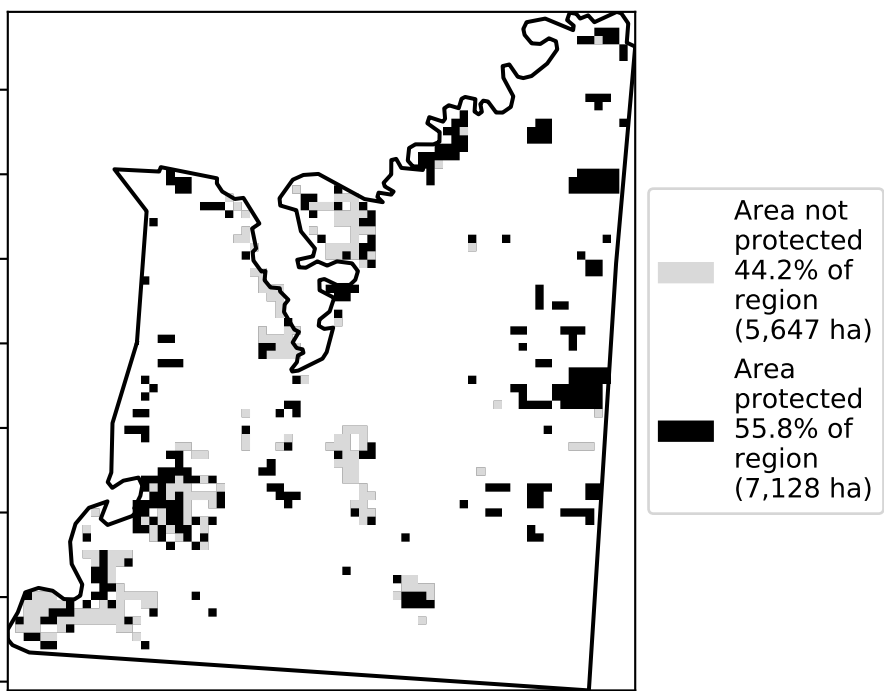 Area not
protected
44.2% of
region
(5,647 ha)
Area
protected
55.8% of
region
(7,128 ha)